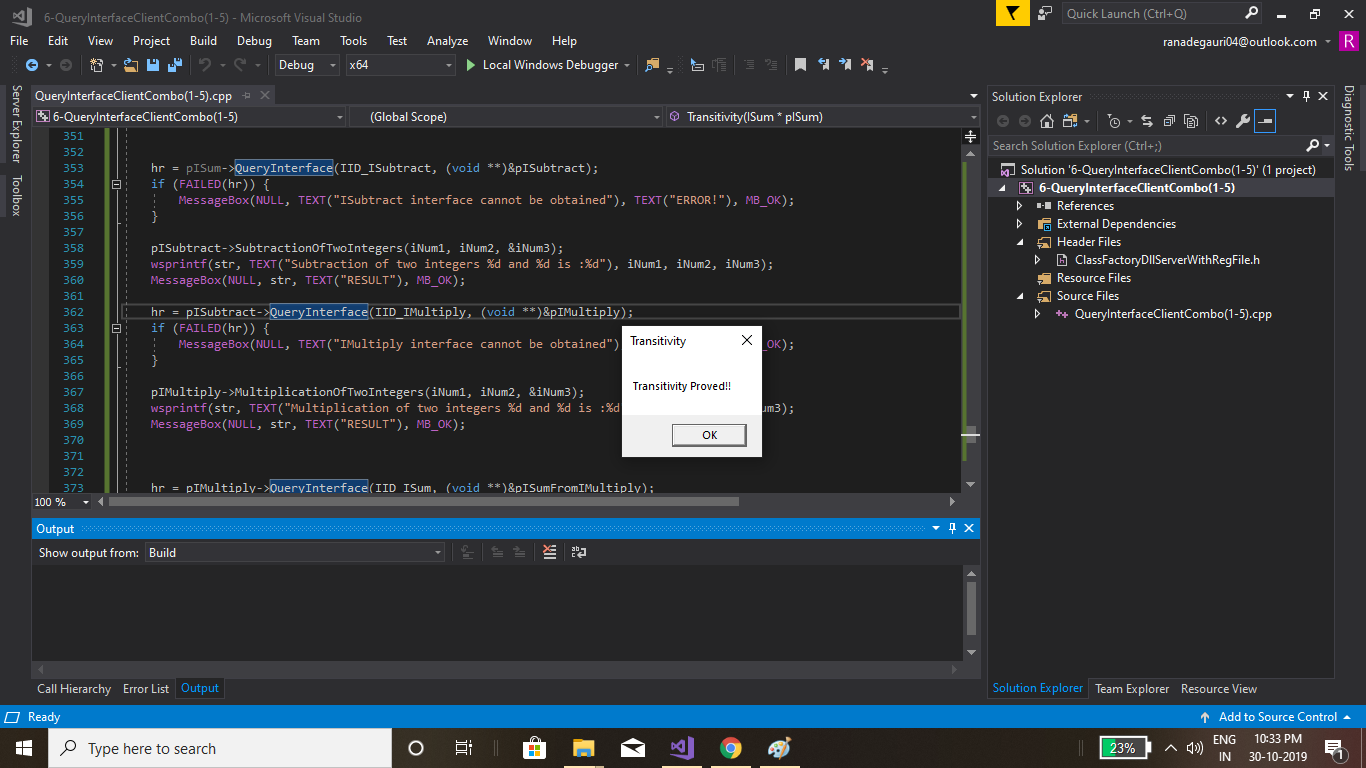 6-QueryInterfaceClientCombo(1-5) - Microsoft Visual Studio
Quick Launch (Ctrl+Q)
File Edit View Project Build Debug Team Tools Test Analyze Window Help
ranadegauri04@outlook.com R
Debug x64 Local Windows Debugger
Server Explorer
Toolbox
QueryInterfaceClientCombo(1-5).cpp
6-QueryInterfaceClientCombo(1-5) (Global Scope) Transitivity(ISum * pISum)
351
352
353 hr = pISum->QueryInterface(IID_ISubtract, (void **)&pISubtract);
354 if (FAILED(hr)) {
355 MessageBox(NULL, TEXT("ISubtract interface cannot be obtained"), TEXT("ERROR!"), MB_OK);
356 }
357
358 pISubtract->SubtractionOfTwoIntegers(iNum1, iNum2, &iNum3);
359 wsprintf(str, TEXT("Subtraction of two integers %d and %d is :%d"), iNum1, iNum2, iNum3);
360 MessageBox(NULL, str, TEXT("RESULT"), MB_OK);
361
362 hr = pISubtract->QueryInterface(IID_IMultiply, (void **)&pIMultiply);
363 if (FAILED(hr)) {
364 MessageBox(NULL, TEXT("IMultiply interface cannot be obtained") _OK);
365 }
366
367 pIMultiply->MultiplicationOfTwoIntegers(iNum1, iNum2, &iNum3);
368 wsprintf(str, TEXT("Multiplication of two integers %d and %d is :%d um3);
369 MessageBox(NULL, str, TEXT("RESULT"), MB_OK);
370
371
372
373 hr = pIMultiply->QueryInterface(IID_ISum, (void **)&pISumFromIMultiply);
100 %
Transitivity
Transitivity Proved!!
OK
Output
Show output from: Build
Call Hierarchy Error List Output
Solution Explorer
Search Solution Explorer (Ctrl+;)
Solution '6-QueryInterfaceClientCombo(1-5)' (1 project)
6-QueryInterfaceClientCombo(1-5)
References
External Dependencies
Header Files
ClassFactoryDllServerWithRegFile.h
Resource Files
Source Files
QueryInterfaceClientCombo(1-5).cpp
Solution Explorer Team Explorer Resource View
Diagnostic Tools
Ready
Add to Source Control
Type here to search
23%
ENG
IN
10:33 PM
30-10-2019
1